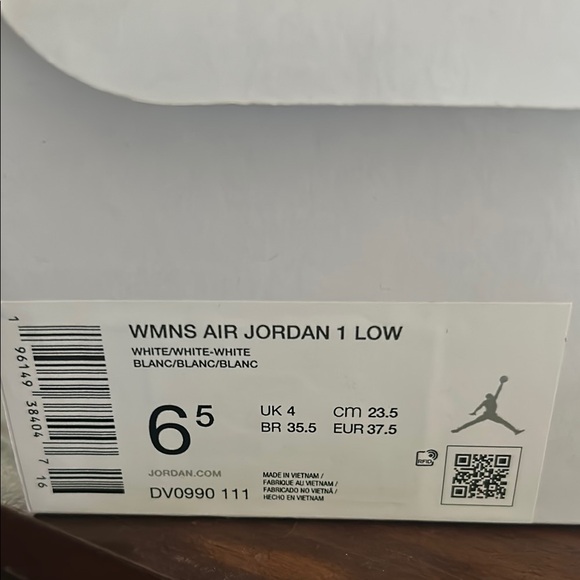 WMNS AIR JORDAN 1 LOW
WHITE/WHITE-WHITE
BLANC/BLANC/BLANC
6⁵
UK 4 cm 23.5
BR 35.5 EUR 37.5
JORDAN.COM
DV0990 111
MADE IN VIETNAM /
FABRIQUE AU VIETNAM /
FABRICADO NO VIETNÃ /
HECHO EN VIETNAM
RFID
1 96149 38404 7 16